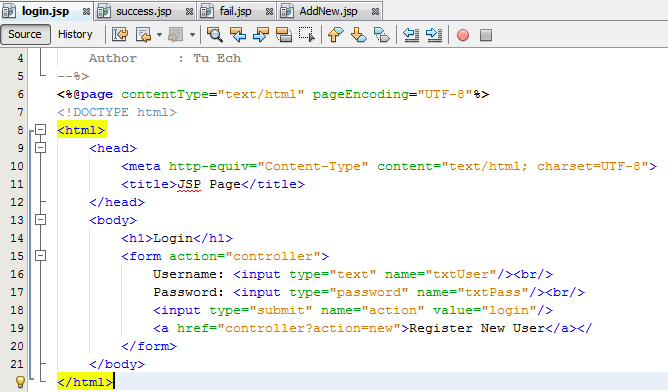 login.jsp success.jsp fail.jsp AddNew.jsp
Source History
4 Author : Tu Ech
5 --%>
6 <%@page contentType="text/html" pageEncoding="UTF-8"%>
7 <!DOCTYPE html>
8 <html>
9 <head>
10 <meta http-equiv="Content-Type" content="text/html; charset=UTF-8">
11 <title>JSP Page</title>
12 </head>
13 <body>
14 <h1>Login</h1>
15 <form action="controller">
16 Username: <input type="text" name="txtUser"/><br/>
17 Password: <input type="password" name="txtPass"/><br/>
18 <input type="submit" name="action" value="login"/>
19 <a href="controller?action=new">Register New User</a></
20 </form>
21 </body>
</html>